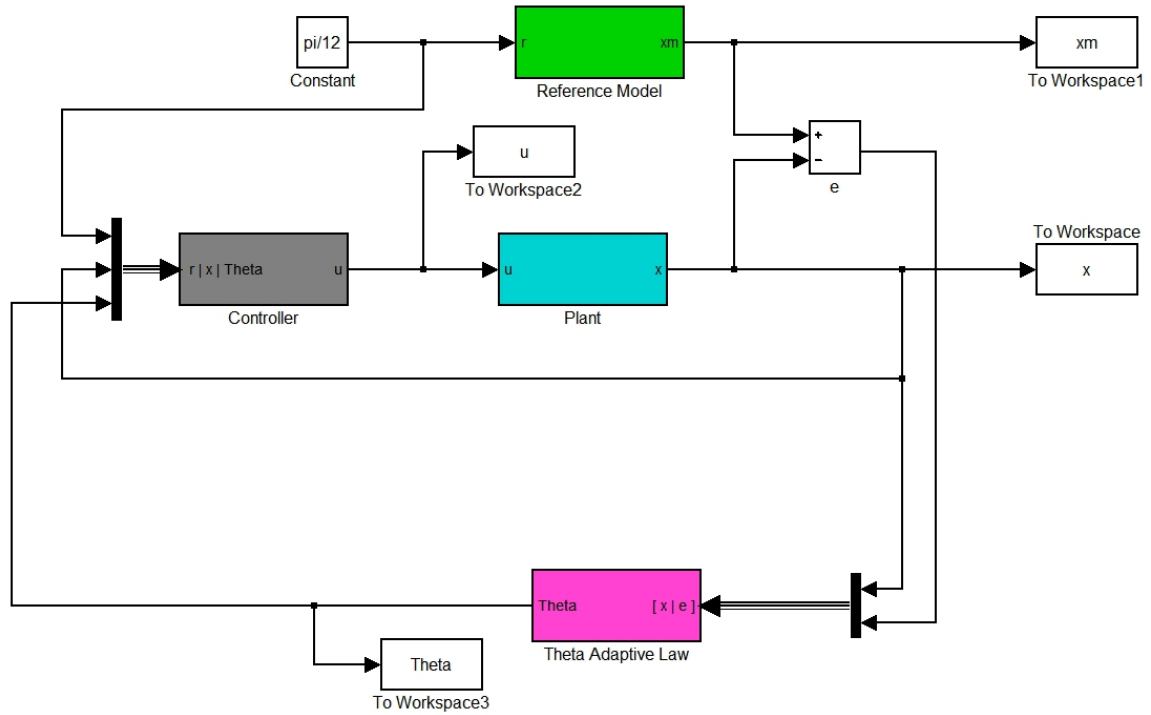 pi/12
Constant
r xm
Reference Model
xm
To Workspace1
u
To Workspace2
+
−
e
r | x | Theta u
Controller
u x
Plant
To Workspace
x
Theta [ x | e ]
Theta Adaptive Law
Theta
To Workspace3